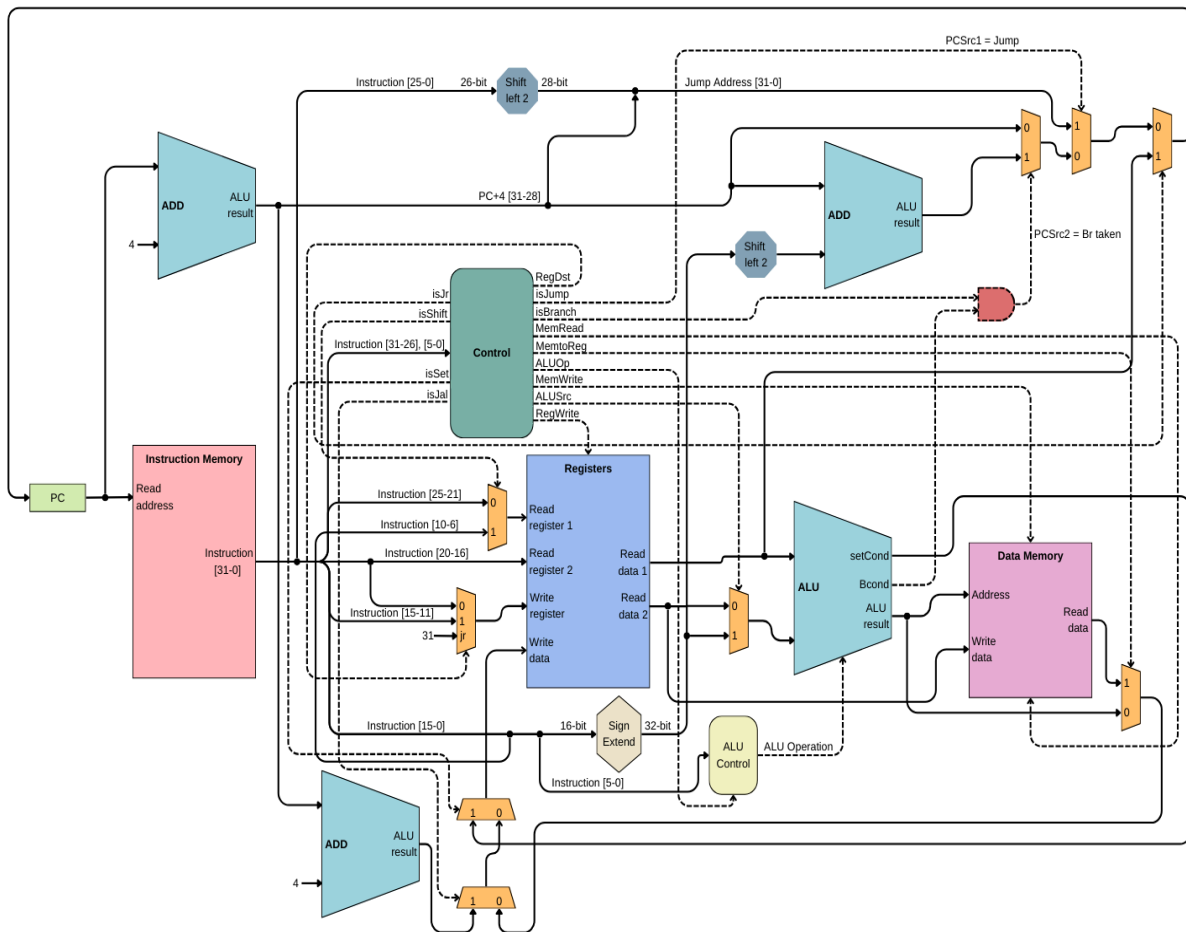 PCSrc1 = Jump
Instruction [25-0]
26-bit
Shift
left 2
28-bit
Jump Address [31-0]
0
1
1
0
0
1
ADD
ALU
result
4
PC+4 [31-28]
ADD
ALU
result
Shift
left 2
PCSrc2 = Br taken
isJr
isShift
Instruction [31-26], [5-0]
isSet
isJal
Control
RegDst
isJump
isBranch
MemRead
MemtoReg
ALUOp
MemWrite
ALUSrc
RegWrite
PC
Instruction Memory
Read
address
Instruction
[31-0]
Instruction [25-21]
Instruction [10-6]
0
1
Instruction [20-16]
Instruction [15-11]
31
0
1
jr
Registers
Read
register 1
Read
register 2
Write
register
Write
data
Read
data 1
Read
data 2
0
1
ALU
setCond
Bcond
ALU
result
Data Memory
Address
Write
data
Read
data
1
0
Instruction [15-0]
16-bit
Sign
Extend
32-bit
Instruction [5-0]
ALU
Control
ALU Operation
1 0
ADD
ALU
result
4
1 0